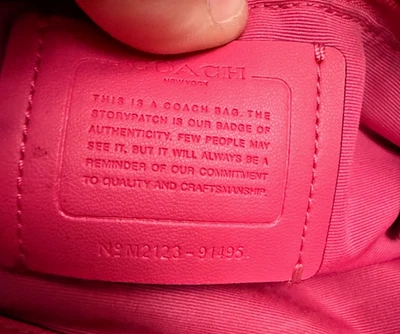 COACH
NEW YORK
THIS IS A COACH BAG. THE
STORYPATCH IS OUR BADGE OF
AUTHENTICITY. FEW PEOPLE MAY
SEE IT, BUT IT WILL ALWAYS BE A
REMINDER OF OUR COMMITMENT
TO QUALITY AND CRAFTSMANSHIP.
Nº M2123-91495